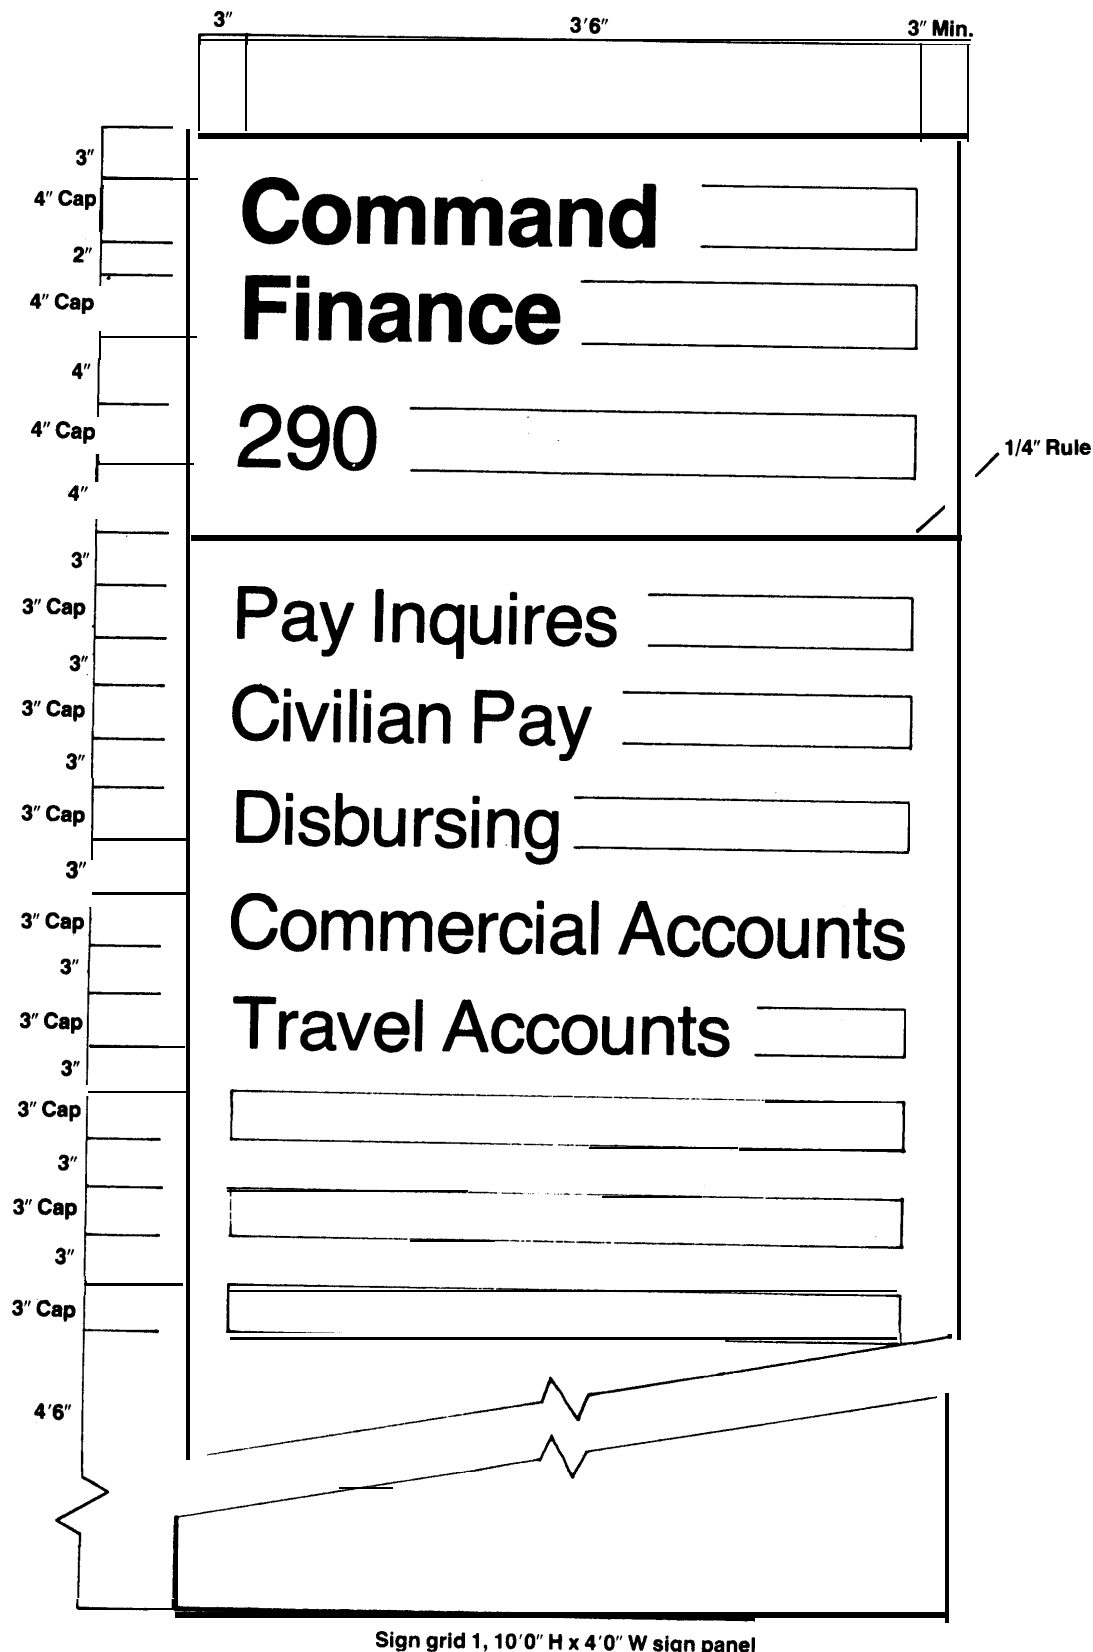 3″ 3′6″ 3″ Min.
3″
4″ Cap
Command
2″
4″ Cap
Finance
4″
4″ Cap
290
1/4″ Rule
4″
3″
3″ Cap
Pay Inquires
3″
3″ Cap
Civilian Pay
3″
3″ Cap
Disbursing
3″
3″ Cap
Commercial Accounts
3″
3″ Cap
Travel Accounts
3″
3″ Cap
3″
3″ Cap
3″
3″ Cap
4′6″
Sign grid 1, 10′0″ H x 4′0″ W sign panel